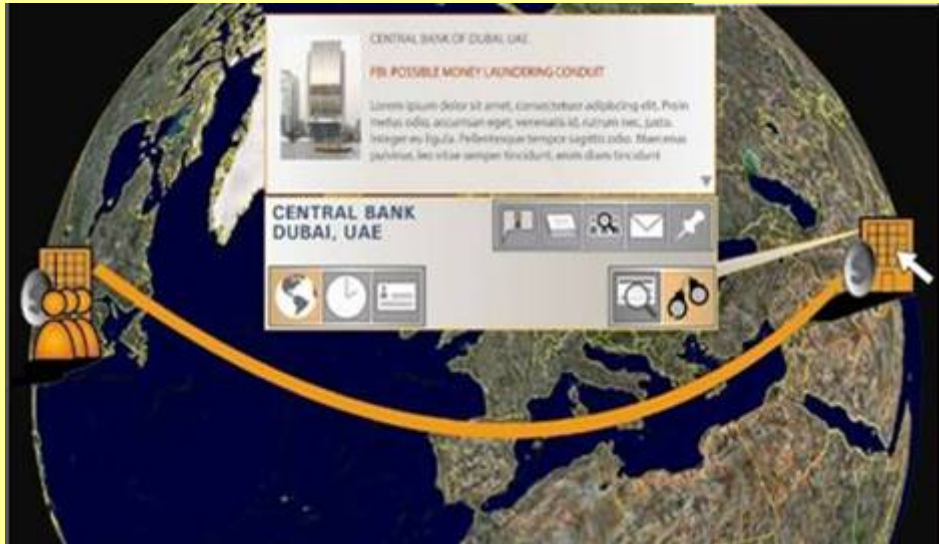 CENTRAL BANK OF DUBAI, UAE
FBI: POSSIBLE MONEY LAUNDERING CONDUIT
Lorem ipsum dolor sit amet, consectetuer adipiscing elit. Proin
metus odio, accumsan eget, venenatis id, rutrum nec, justo.
Integer eu ligula. Pellentesque tempor sagittis odio. Maecenas
pulvinar, leo vitae semper tincidunt, enim diam tincidunt
CENTRAL BANK
DUBAI, UAE